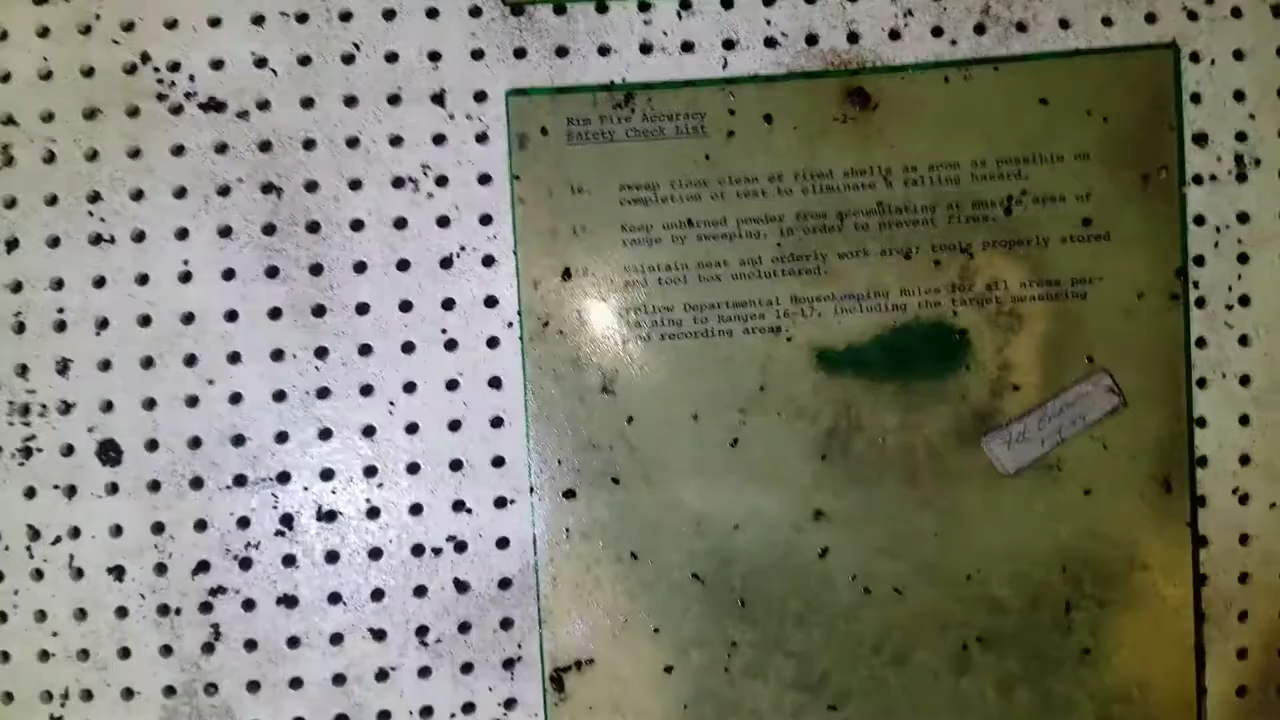 Rim Fire Accuracy
-2-
Safety Check List
16. Sweep floor clean of fired shells as soon as possible on
completion of test to eliminate a falling hazard.
Keep unburned powder from accumulating at muzzle area of
range by sweeping, in order to prevent fires.
Maintain neat and orderly work area; tools properly stored
and tool box uncluttered.
Follow Departmental Housekeeping Rules for all areas per-
taining to Ranges 16-17, including the target measuring
and recording areas.